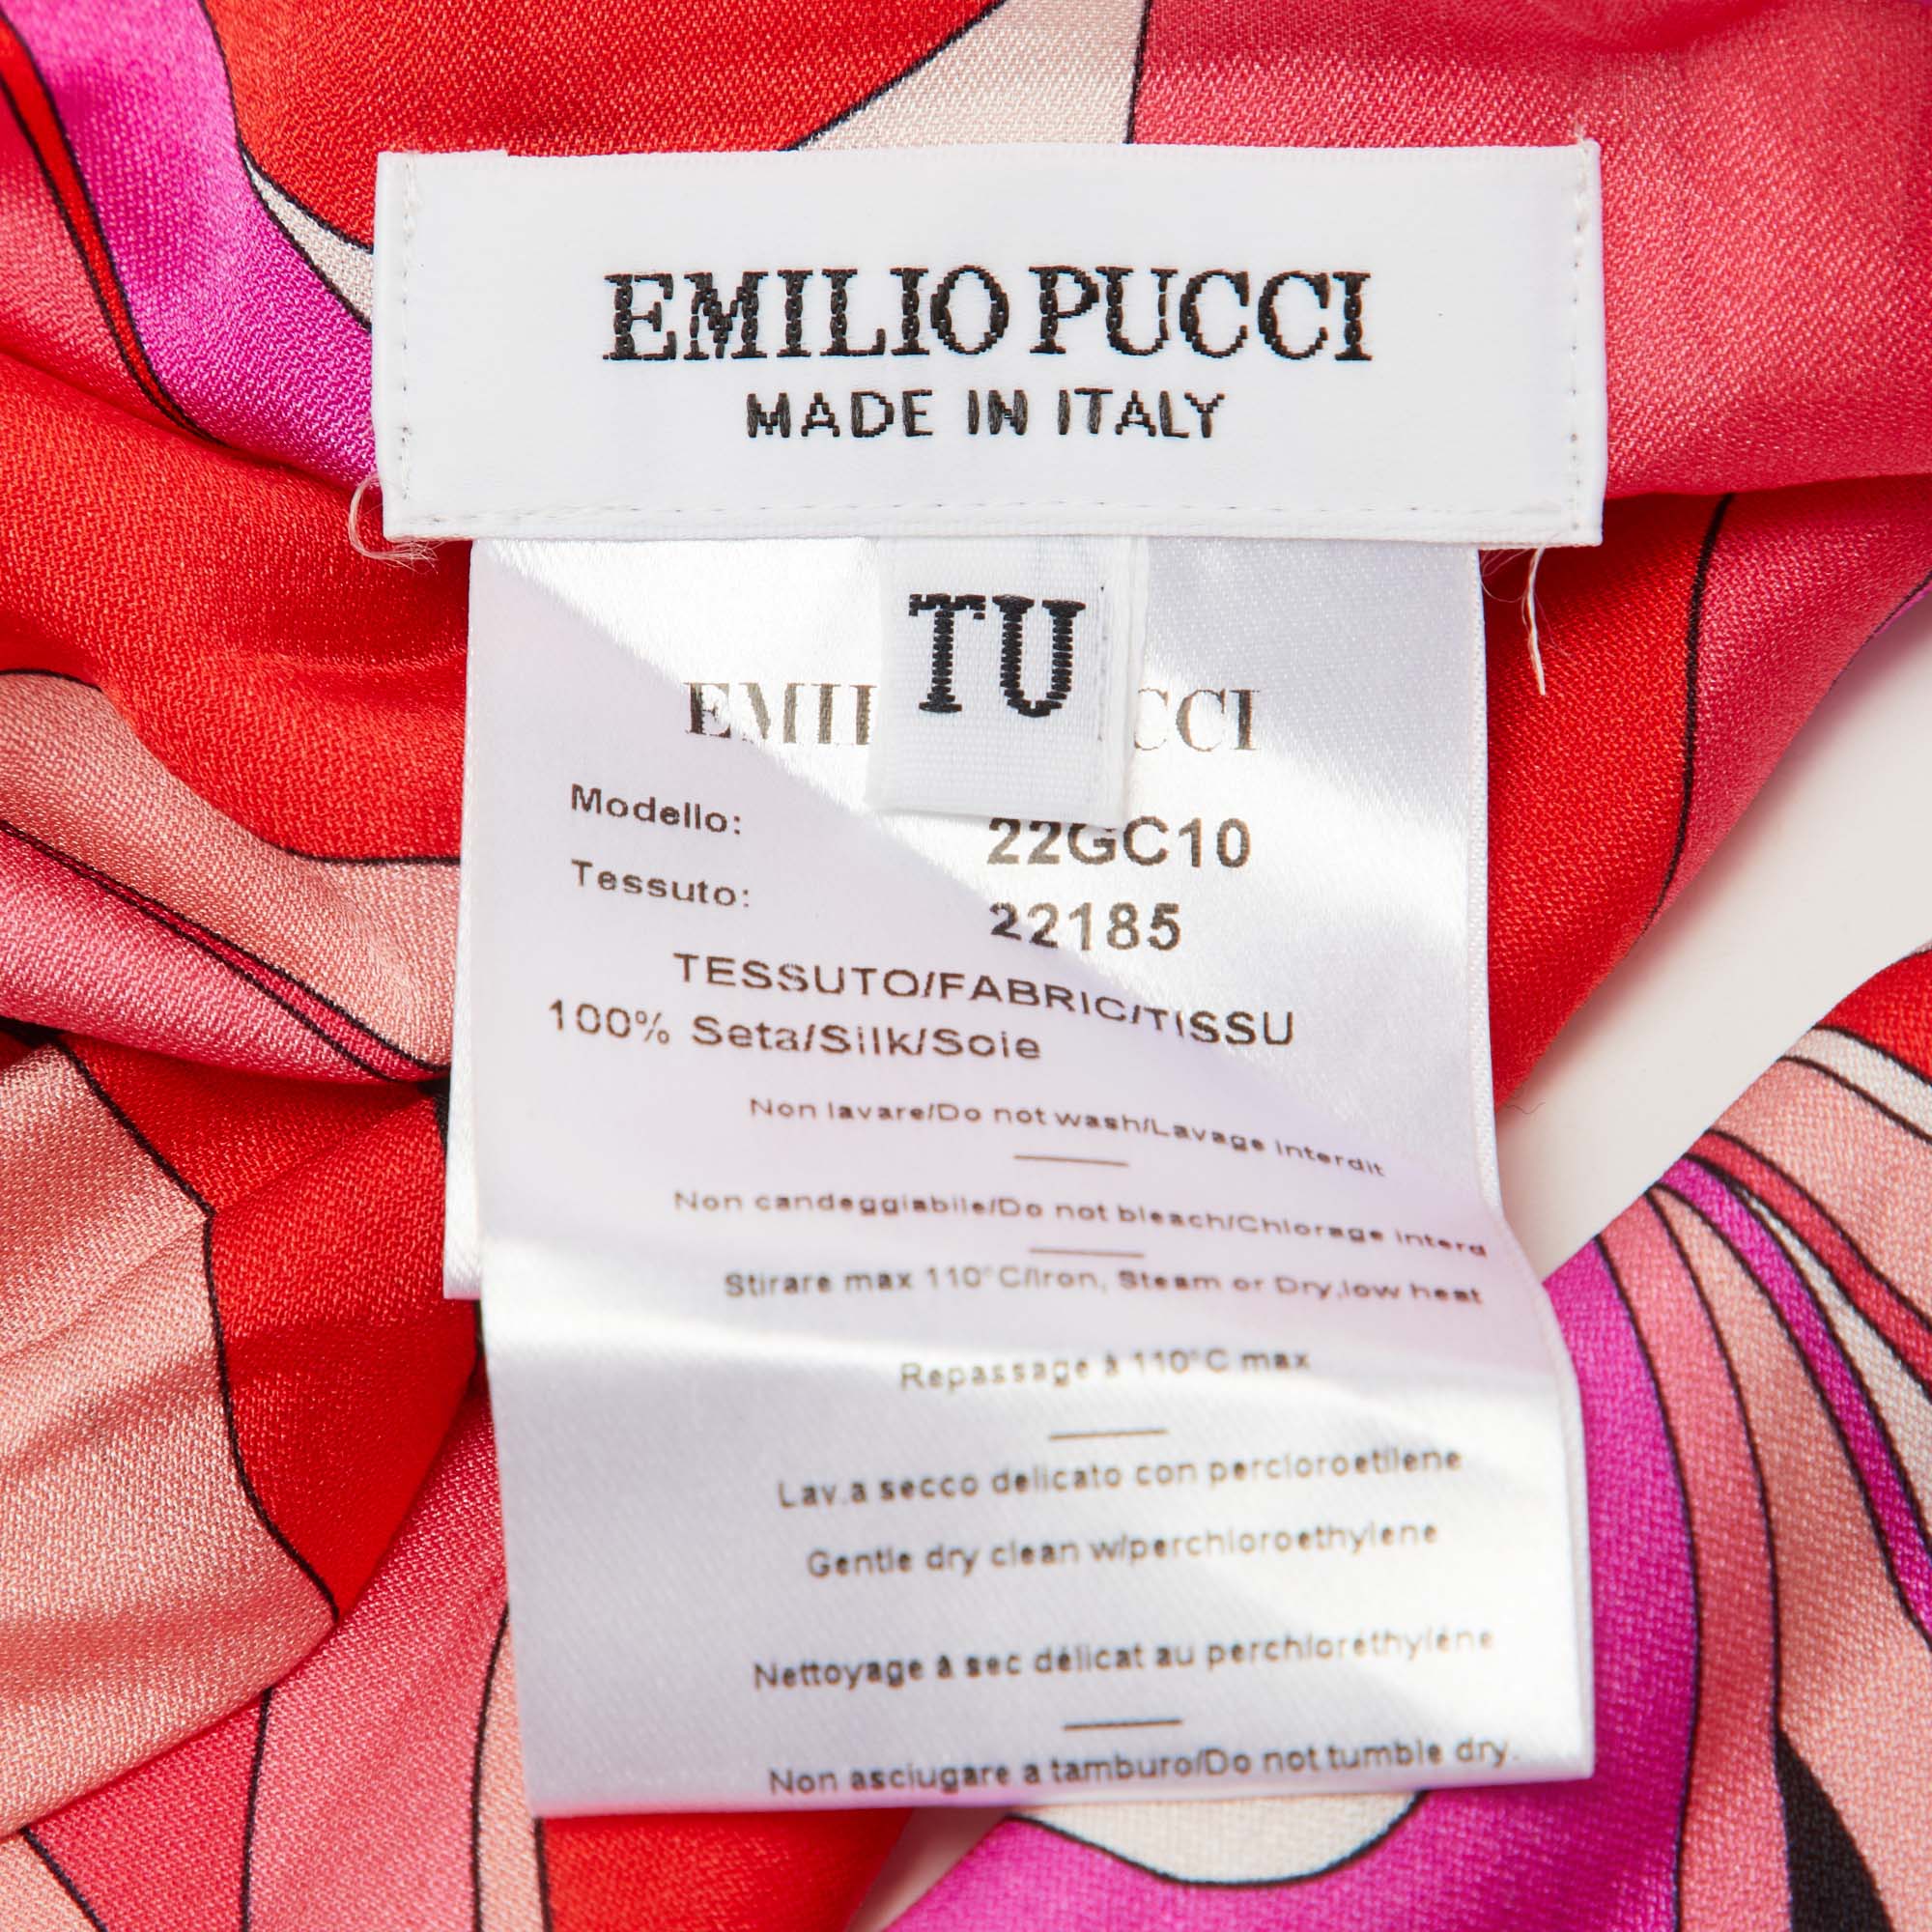 EMILIO PUCCI
MADE IN ITALY
TU
EMII CCI
Modello: 22GC10
Tessuto: 22185
TESSUTO/FABRIC/TISSU
100% Seta/Silk/Soie
Non lavare/Do not wash/Lavage interdit
Non candeggiabile/Do not bleach/Chlorage interd
Stirare max 110°C/Iron, Steam or Dry,low heat
Repassage à 110°C max
Lav.a secco delicato con percloroetilene
Gentle dry clean w/perchloroethylene
Nettoyage à sec délicat au perchloréthyléne
Non asciugare a tamburo/Do not tumble dry.